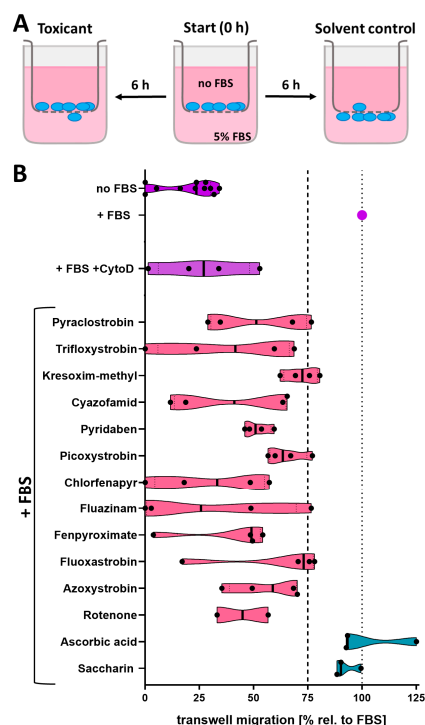 A
Toxicant
Start (0 h)
Solvent control
6 h
no FBS
6 h
5% FBS
B
no FBS
+ FBS
+ FBS +CytoD
+ FBS
Pyraclostrobin
Trifloxystrobin
Kresoxim-methyl
Cyazofamid
Pyridaben
Picoxystrobin
Chlorfenapyr
Fluazinam
Fenpyroximate
Fluoxastrobin
Azoxystrobin
Rotenone
Ascorbic acid
Saccharin
0 25 50 75 100 125
transwell migration [% rel. to FBS]